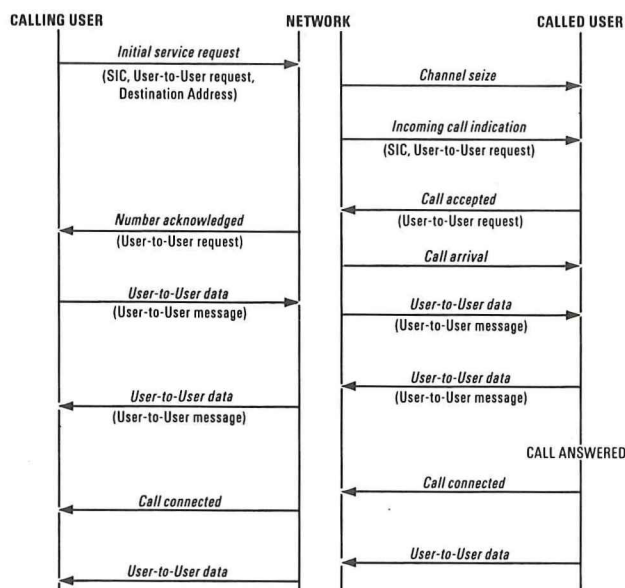 CALLING USER NETWORK CALLED USER
Initial service request
(SIC, User-to-User request,
Destination Address)
Channel seize
Incoming call indication
(SIC, User-to-User request)
Call accepted
(User-to-User request)
Number acknowledged
(User-to-User request)
Call arrival
User-to-User data
(User-to-User message)
User-to-User data
(User-to-User message)
User-to-User data
(User-to-User message)
User-to-User data
(User-to-User message)
CALL ANSWERED
Call connected
Call connected
User-to-User data
User-to-User data